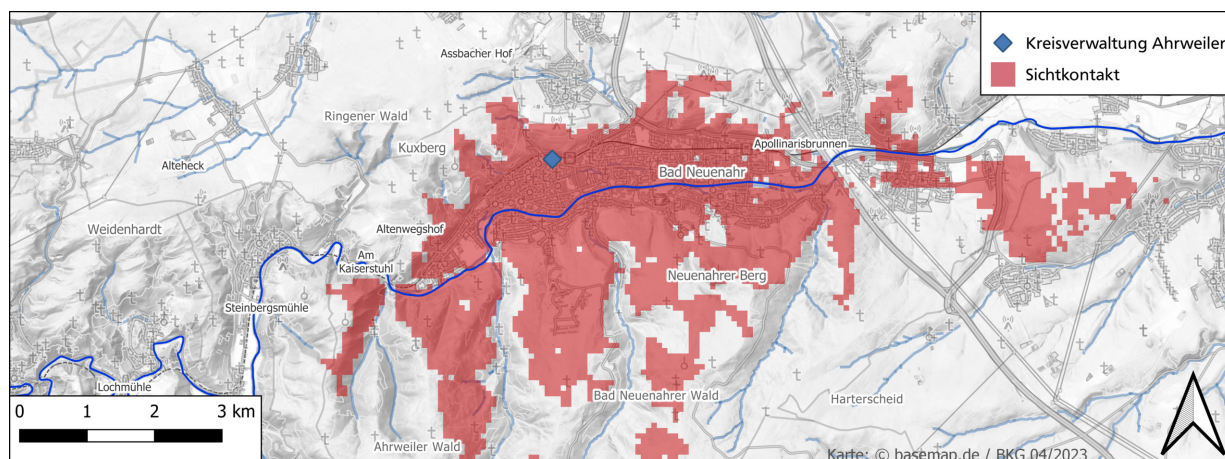 Kreisverwaltung Ahrweiler
Sichtkontakt
Assbacher Hof
Ringener Wald
Kuxberg
Alteheck
Apollinarisbrunnen
Bad Neuenahr
Weidenhardt
Altenwegshof
Am
Kaiserstuhl
Neuenahrer Berg
Steinbergsmühle
Lochmühle
Bad Neuenahrer Wald
Harterscheid
Ahrweiler Wald
0 1 2 3 km
Karte: © basemap.de / BKG 04/2023